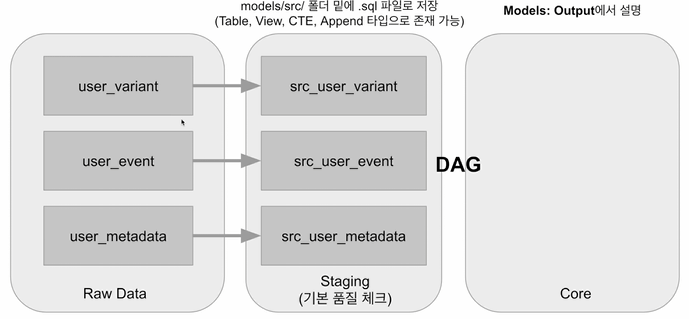 models/src/ 폴더 밑에 .sql 파일로 저장
(Table, View, CTE, Append 타입으로 존재 가능)
Models: Output에서 설명
user_variant
src_user_variant
user_event
src_user_event
DAG
user_metadata
src_user_metadata
Raw Data
Staging
(기본 품질 체크)
Core